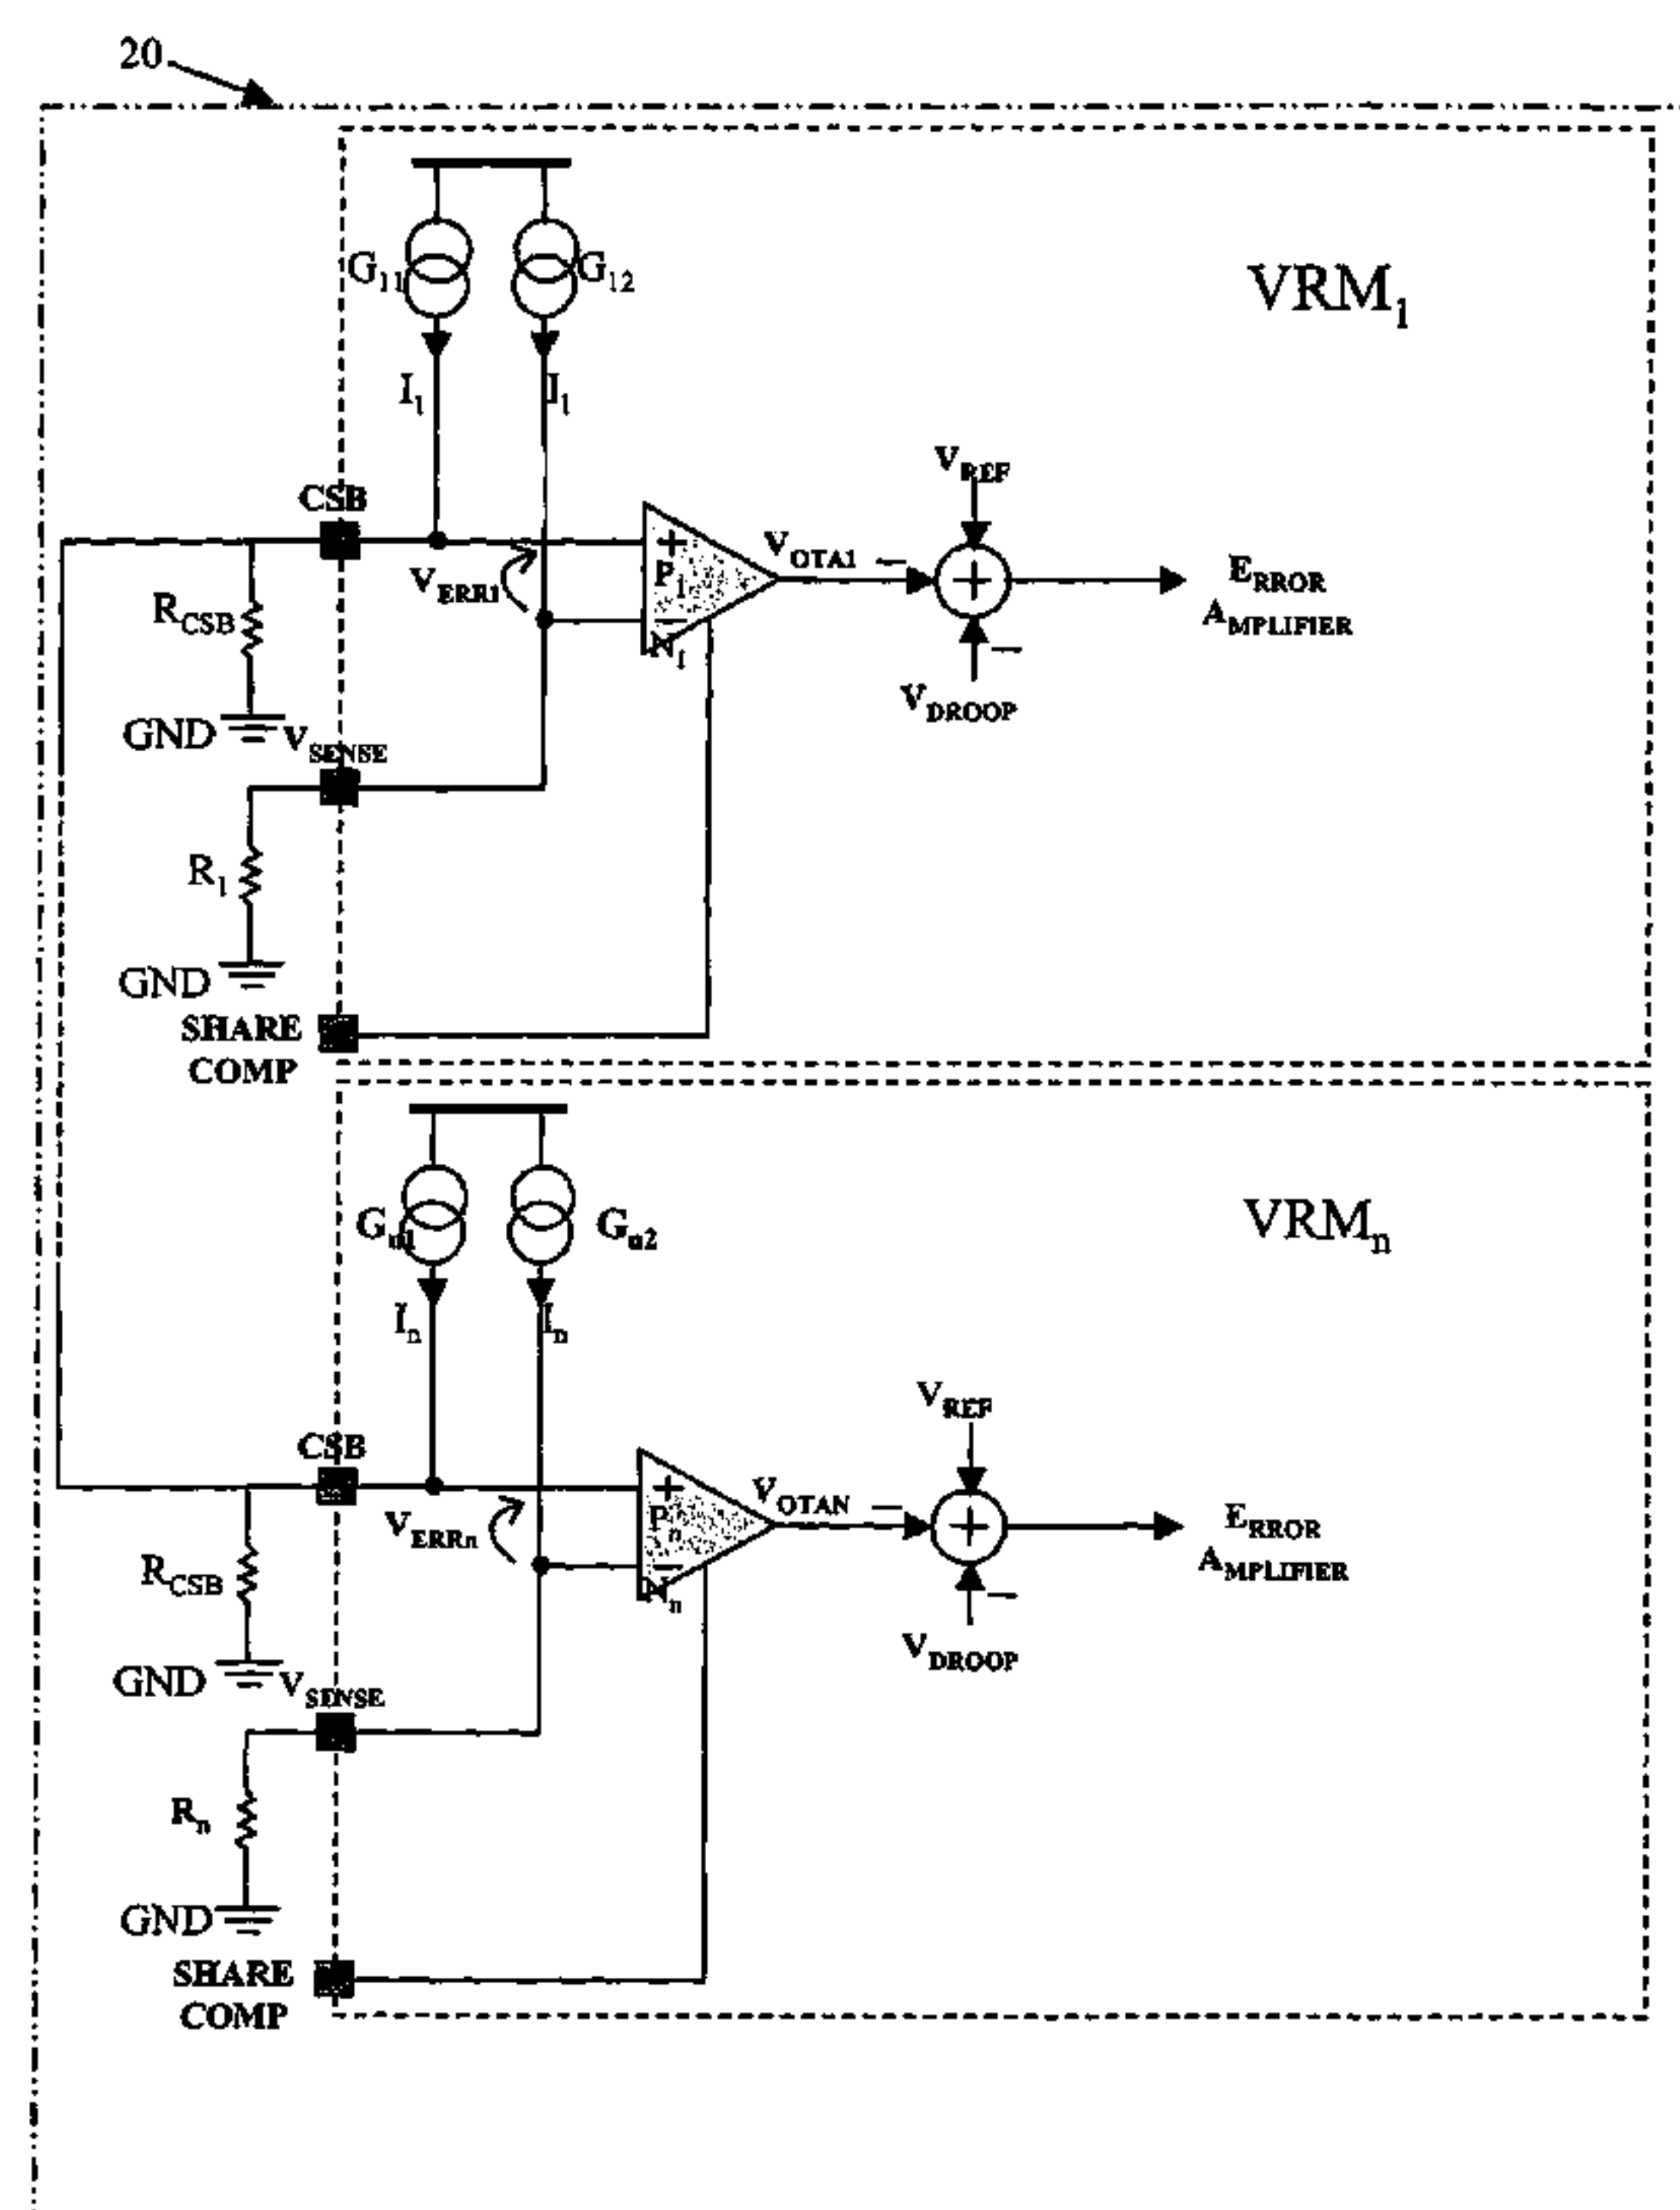 20
VRM1
G11
G12
I1
I1
CSB
VREF
VERR1
+
P1
−
N1
VOTA1 −
+
ERROR
AMPLIFIER
−
VDROOP
RCSB
GND
VSENSE
R1
GND
SHARE
COMP
VRMn
Gn1
Gn2
In
In
CSB
VREF
VERRn
+
Pn
−
Nn
VOTAN −
+
ERROR
AMPLIFIER
−
VDROOP
RCSB
GND
VSENSE
Rn
GND
SHARE
COMP